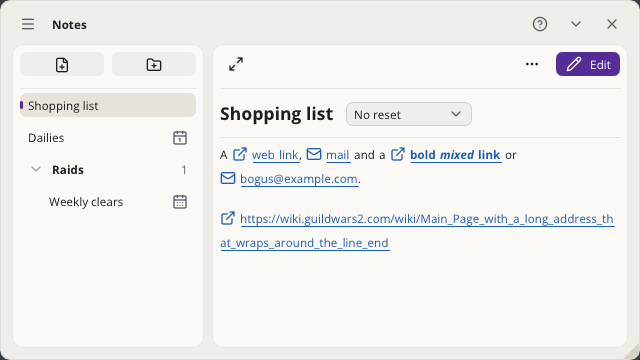 Notes
Edit
Shopping list
Dailies
Raids 1
Weekly clears
Shopping list No reset
A web link, mail and a bold mixed link or
bogus@example.com.
https://wiki.guildwars2.com/wiki/Main_Page_with_a_long_address_th
at_wraps_around_the_line_end